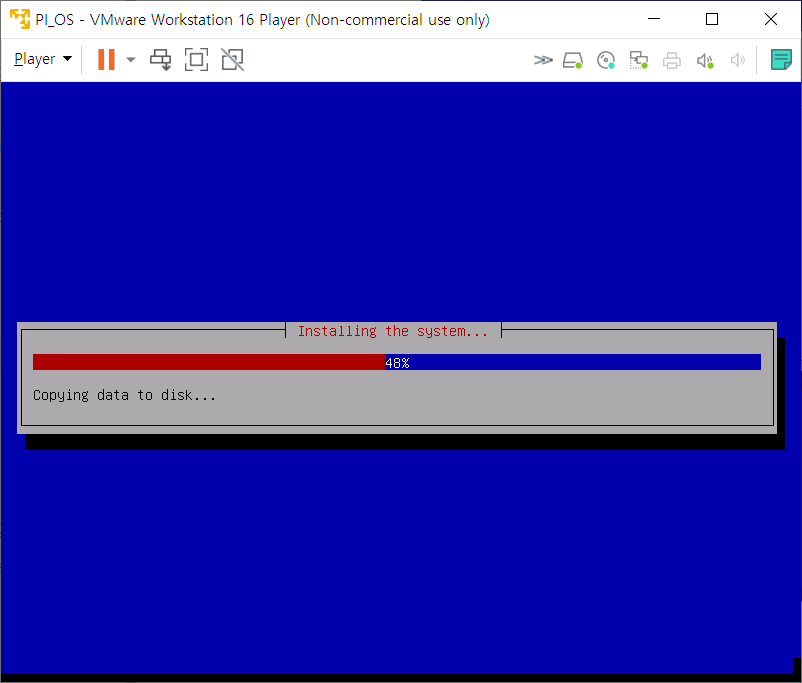 PI_OS - VMware Workstation 16 Player (Non-commercial use only)
Player
Installing the system...
48%
Copying data to disk...